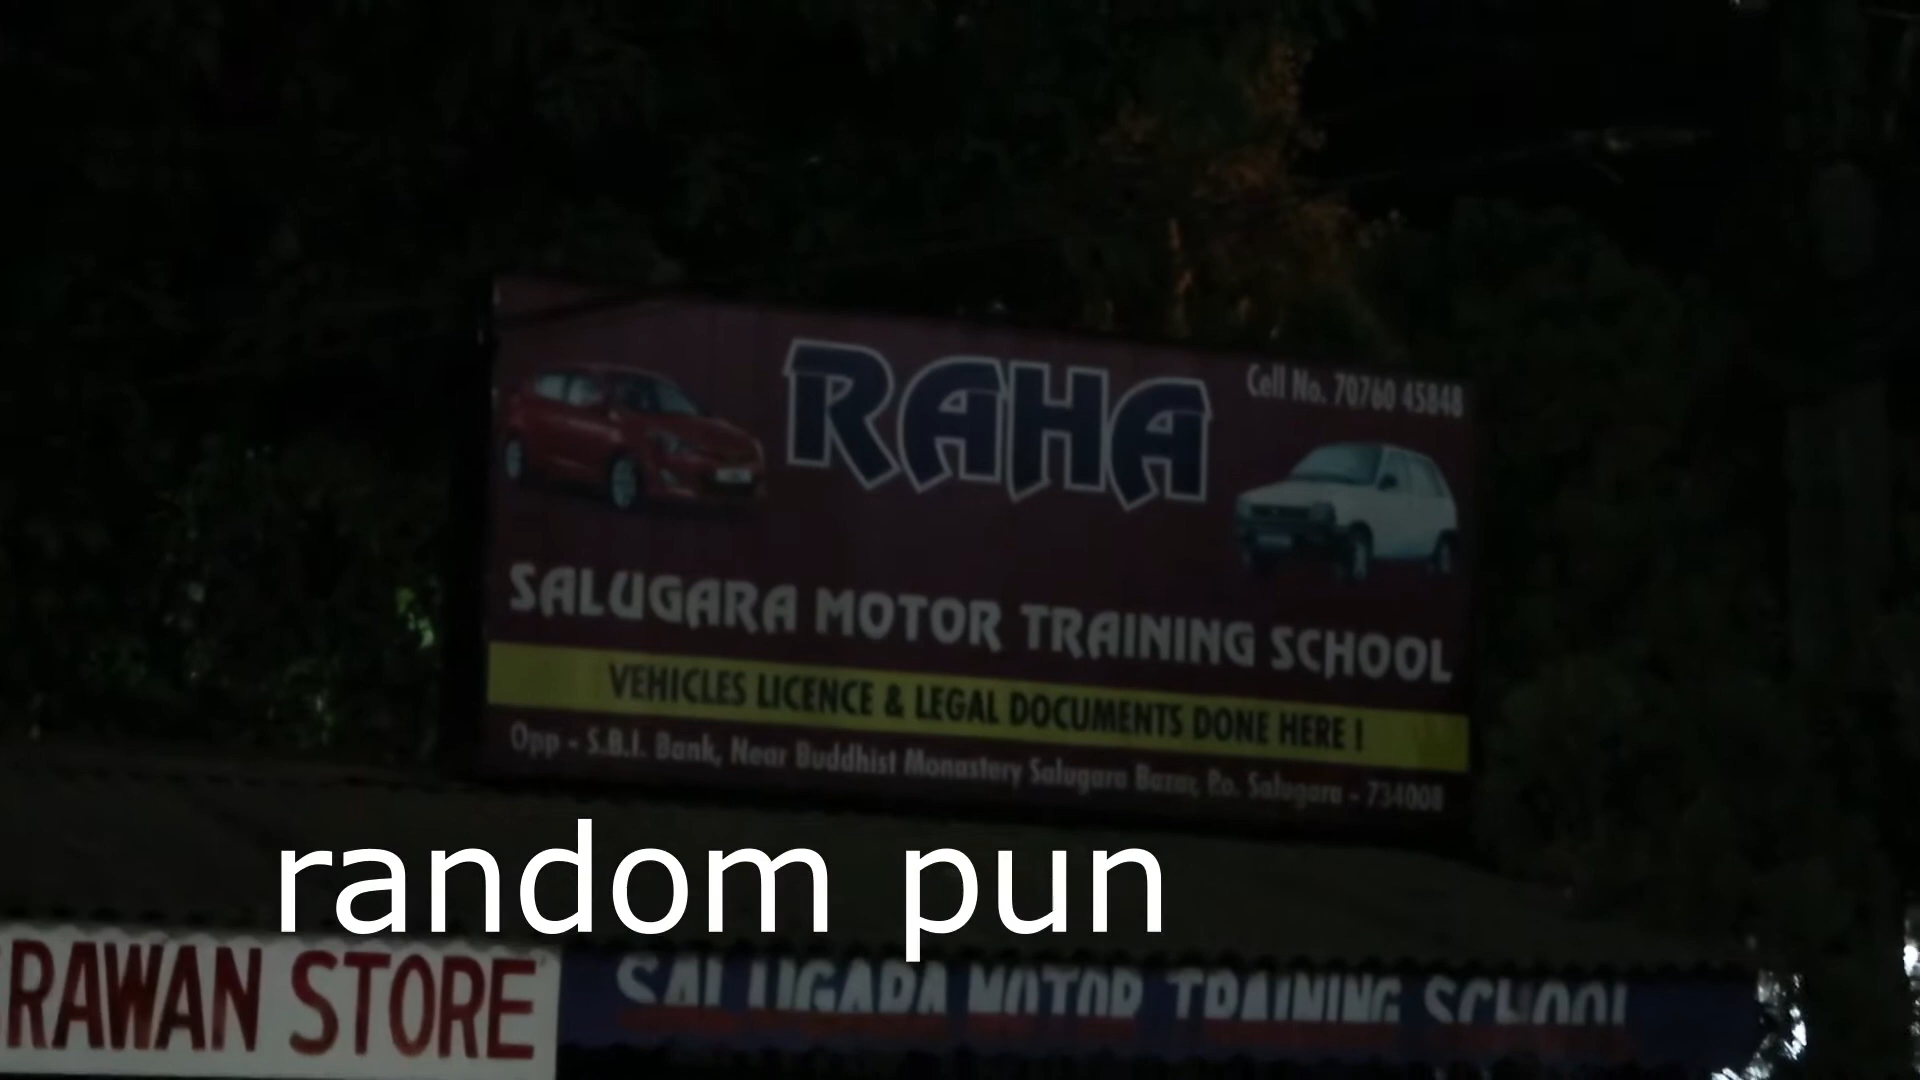 RAHA
Cell No. 70760 45848
SALUGARA MOTOR TRAINING SCHOOL
VEHICLES LICENCE & LEGAL DOCUMENTS DONE HERE !
Opp - S.B.I. Bank, Near Buddhist Monastery Salugara Bazar, Po. Salugara - 734008
random pun
RAWAN STORE
SALUGARA MOTOR TRAINING SCHOOL